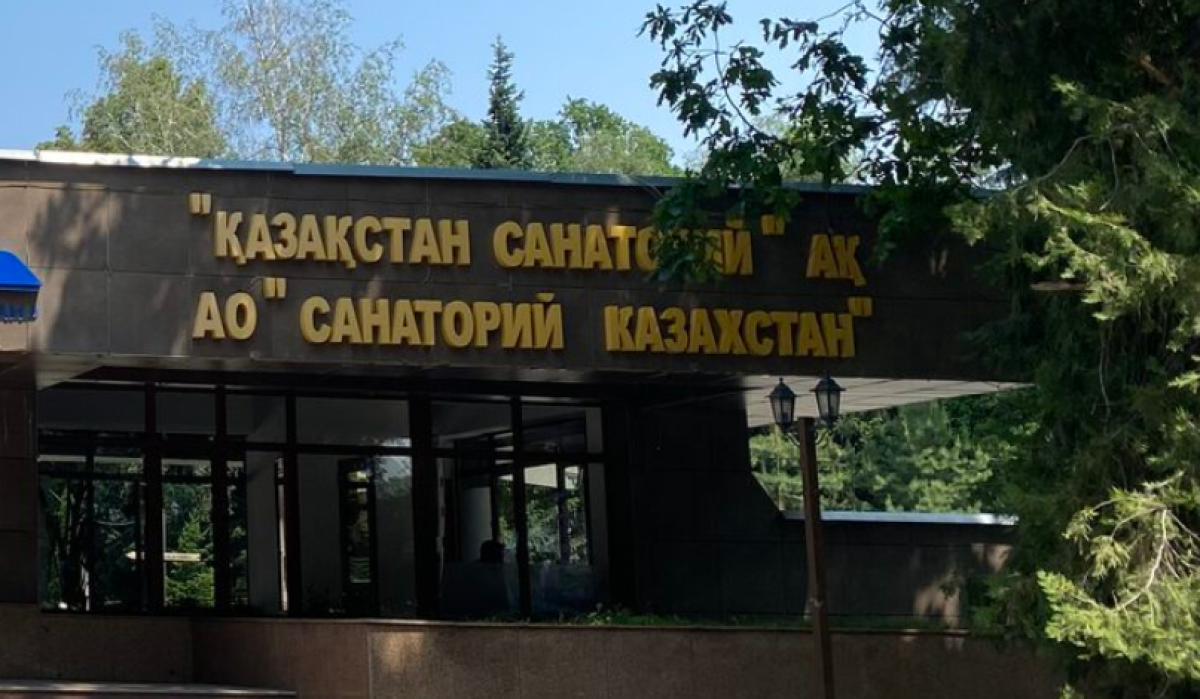 "ҚАЗАҚСТАН САНАТОРИЙ" АҚ
АО "САНАТОРИЙ КАЗАХСТАН"